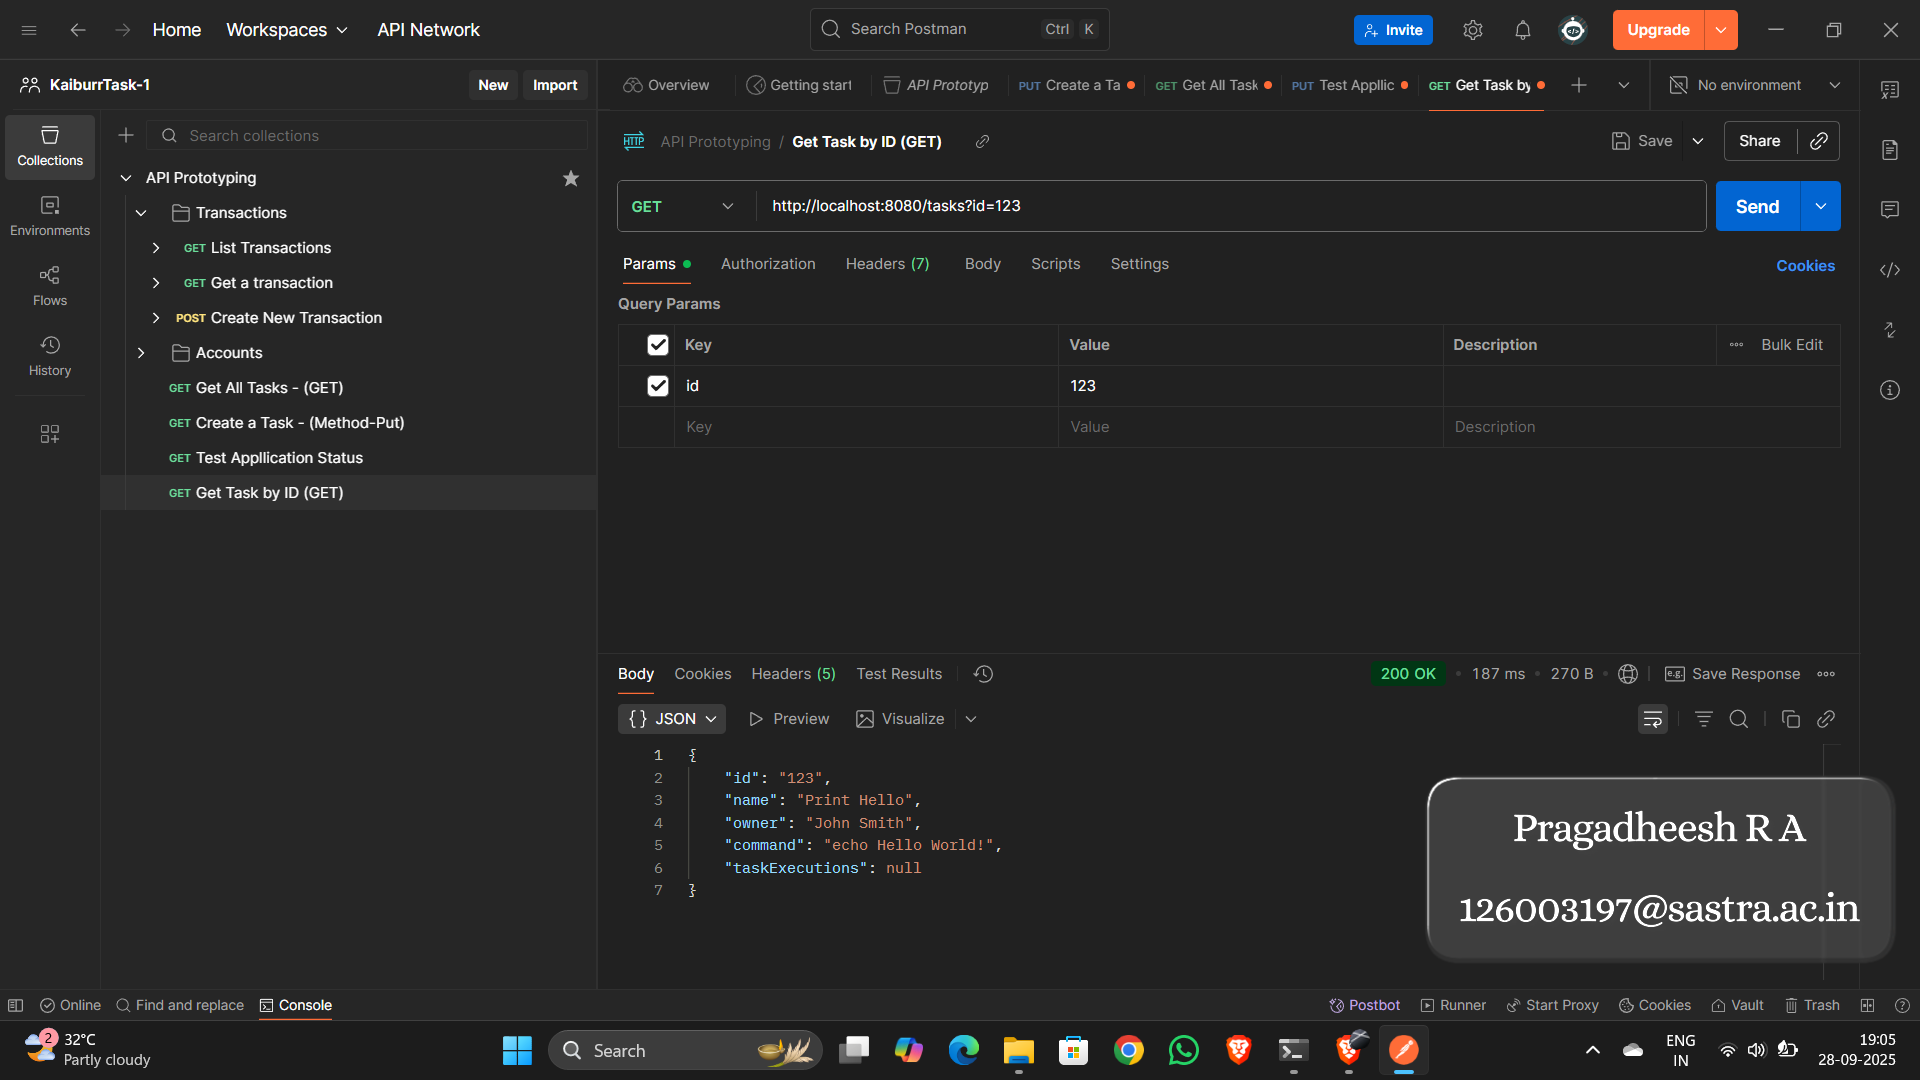 Home
Workspaces
API Network
Search Postman
Ctrl
K
Invite
Upgrade
KaiburrTask-1
New
Import
Overview
Getting start
API Prototyp
PUT Create a Ta
GET Get All Task
PUT Test Applic
GET Get Task by
No environment
Collections
Environments
Flows
History
Search collections
API Prototyping
Transactions
GET List Transactions
GET Get a transaction
POST Create New Transaction
Accounts
GET Get All Tasks - (GET)
GET Create a Task - (Method-Put)
GET Test Appllication Status
GET Get Task by ID (GET)
HTTP API Prototyping / Get Task by ID (GET)
Save
Share
GET
http://localhost:8080/tasks?id=123
Send
Params
Authorization
Headers (7)
Body
Scripts
Settings
Cookies
Query Params
Key
Value
Description
Bulk Edit
id
123
Key
Value
Description
Body
Cookies
Headers (5)
Test Results
200 OK
187 ms
270 B
e.g.
Save Response
{} JSON
Preview
Visualize
1 {
2 "id": "123",
3 "name": "Print Hello",
4 "owner": "John Smith",
5 "command": "echo Hello World!",
6 "taskExecutions": null
7 }
Pragadheesh R A
126003197@sastra.ac.in
Online
Find and replace
Console
Postbot
Runner
Start Proxy
Cookies
Vault
Trash
2
32°C
Partly cloudy
Search
ENG
IN
19:05
28-09-2025